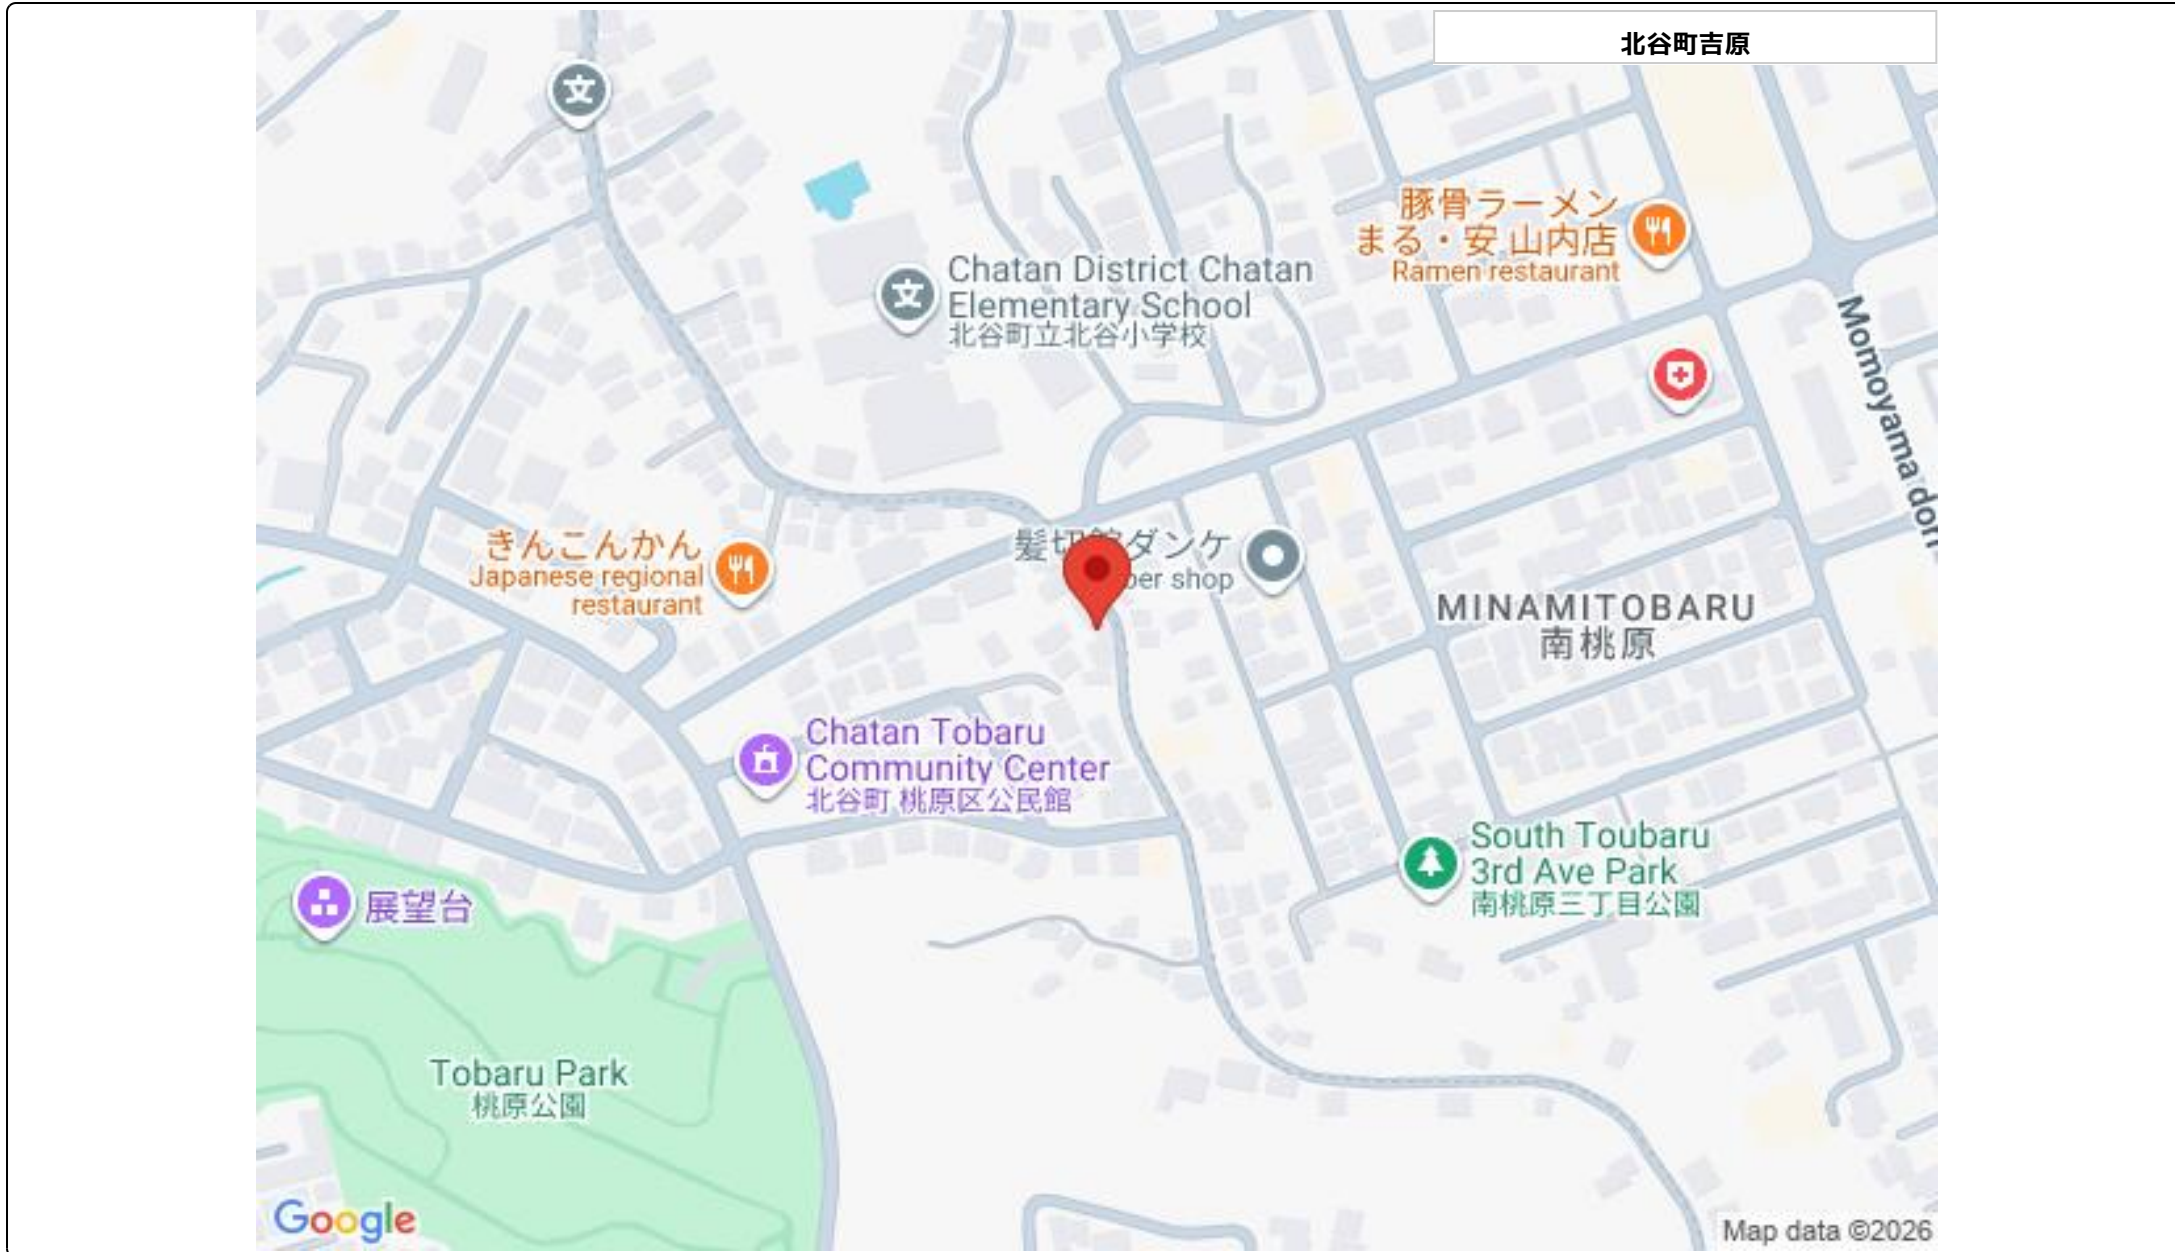 北谷町吉原
豚骨ラーメン
まる・安 山内店
Ramen restaurant
Chatan District Chatan
Elementary School
北谷町立北谷小学校
Momoyama dori
きんこんかん
Japanese regional
restaurant
ダンケ
shop
MINAMITOBARU
南桃原
Chatan Tobaru
Community Center
北谷町 桃原区公民館
South Toubaru
3rd Ave Park
南桃原三丁目公園
展望台
Tobaru Park
桃原公園
Google
Map data ©2026